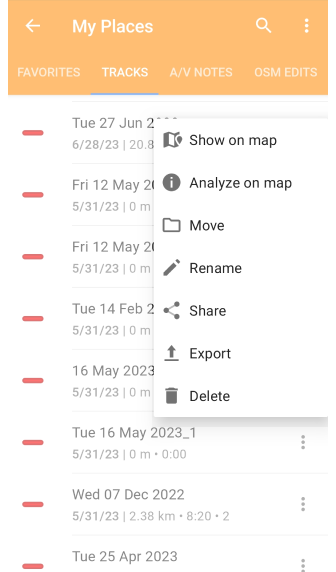 My Places
FAVORITES TRACKS A/V NOTES OSM EDITS
Tue 27 Jun 2
6/28/23 | 20.8
Show on map
Analyze on map
Fri 12 May 20
5/31/23 | 0 m
Move
Fri 12 May 20
5/31/23 | 0 m
Rename
Tue 14 Feb 2
5/31/23 | 0 m
Share
Export
16 May 2023
5/31/23 | 0 m
Delete
Tue 16 May 2023_1
5/31/23 | 0 m • 0:00
Wed 07 Dec 2022
5/31/23 | 2.38 km • 8:20 • 2
Tue 25 Apr 2023